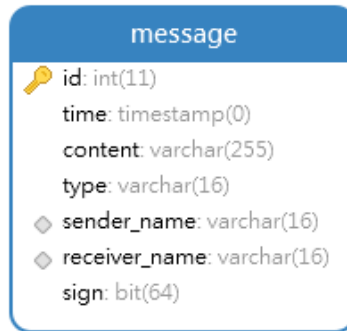 message
id: int(11)
time: timestamp(0)
content: varchar(255)
type: varchar(16)
sender_name: varchar(16)
receiver_name: varchar(16)
sign: bit(64)